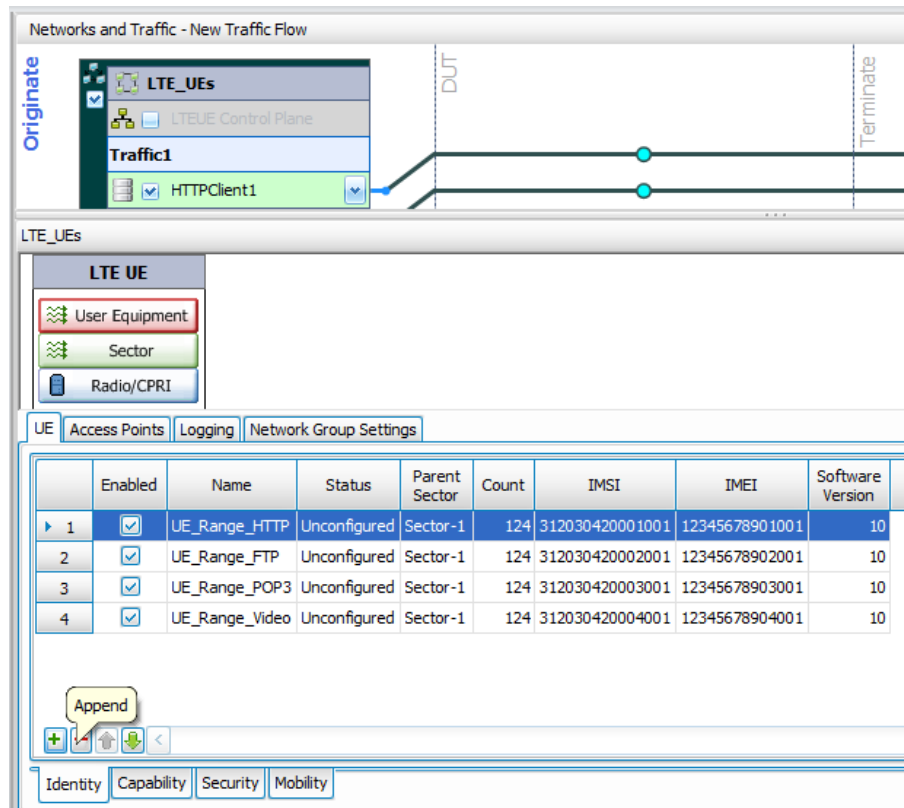 Networks and Traffic - New Traffic Flow
Originate
DUT
Terminate
LTE_UEs
LTEUE Control Plane
Traffic1
HTTPClient1
LTE_UEs
LTE UE
User Equipment
Sector
Radio/CPRI
UE Access Points Logging Network Group Settings
Enabled Name Status Parent Sector Count IMSI IMEI Software Version
1 UE_Range_HTTP Unconfigured Sector-1 124 312030420001001 12345678901001 10
2 UE_Range_FTP Unconfigured Sector-1 124 312030420002001 12345678902001 10
3 UE_Range_POP3 Unconfigured Sector-1 124 312030420003001 12345678903001 10
4 UE_Range_Video Unconfigured Sector-1 124 312030420004001 12345678904001 10
Append
Identity Capability Security Mobility